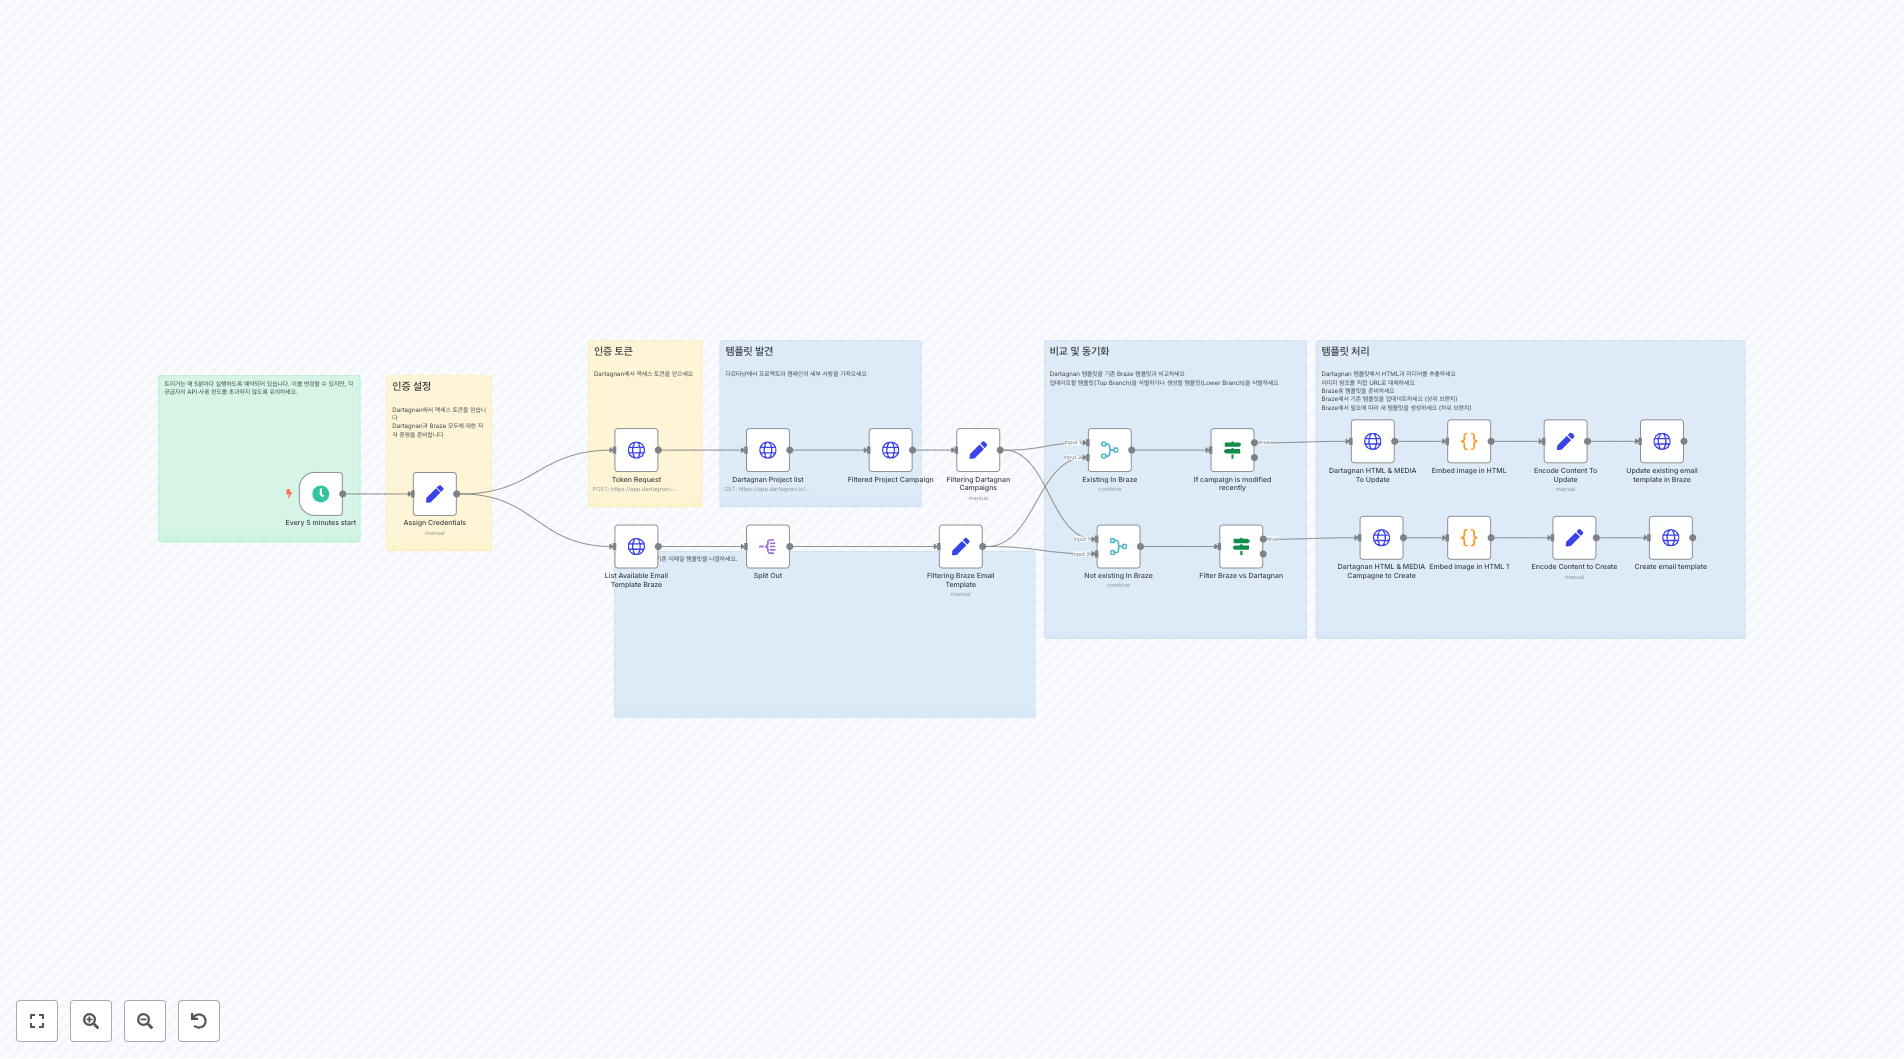 트리거는 매 5분마다 실행하도록 예약되어 있습니다. 이를 변경할 수 있지만, 각
공급자의 API 사용 한도를 초과하지 않도록 유의하세요.
Every 5 minutes start
인증 설정
Dartagnan에서 액세스 토큰을 얻습니
다
Dartagnan과 Braze 모두에 대한 자
격 증명을 준비합니다
Assign Credentials
manual
인증 토큰
Dartagnan에서 액세스 토큰을 얻으세요
Token Request
POST: https://app.dartagnan.i...
템플릿 발견
다르타냥에서 프로젝트와 캠페인의 세부 사항을 가져오세요
Dartagnan Project list
GET: https://app.dartagnan.io/...
Filtered Project Campaign
Filtering Dartagnan
Campaigns
manual
기존 이메일 템플릿을 나열하세요.
List Available Email
Template Braze
Split Out
Filtering Braze Email
Template
manual
비교 및 동기화
Dartagnan 템플릿을 기존 Braze 템플릿과 비교하세요
업데이트할 템플릿(Top Branch)을 식별하거나 생성할 템플릿(Lower Branch)을 식별하세요
Input 1
Input 2
Existing In Braze
combine
true
If campaign is modified
recently
Input 1
Input 2
Not existing In Braze
combine
true
Filter Braze vs Dartagnan
템플릿 처리
Dartagnan 템플릿에서 HTML과 미디어를 추출하세요
이미지 참조를 직접 URL로 대체하세요
Braze용 템플릿을 준비하세요
Braze에서 기존 템플릿을 업데이트하세요 (상위 브랜치)
Braze에서 필요에 따라 새 템플릿을 생성하세요 (하위 브랜치)
Dartagnan HTML & MEDIA
To Update
Embed image in HTML
Encode Content To
Update
manual
Update existing email
template in Braze
Dartagnan HTML & MEDIA
Campagne to Create
Embed image in HTML 1
Encode Content to Create
manual
Create email template